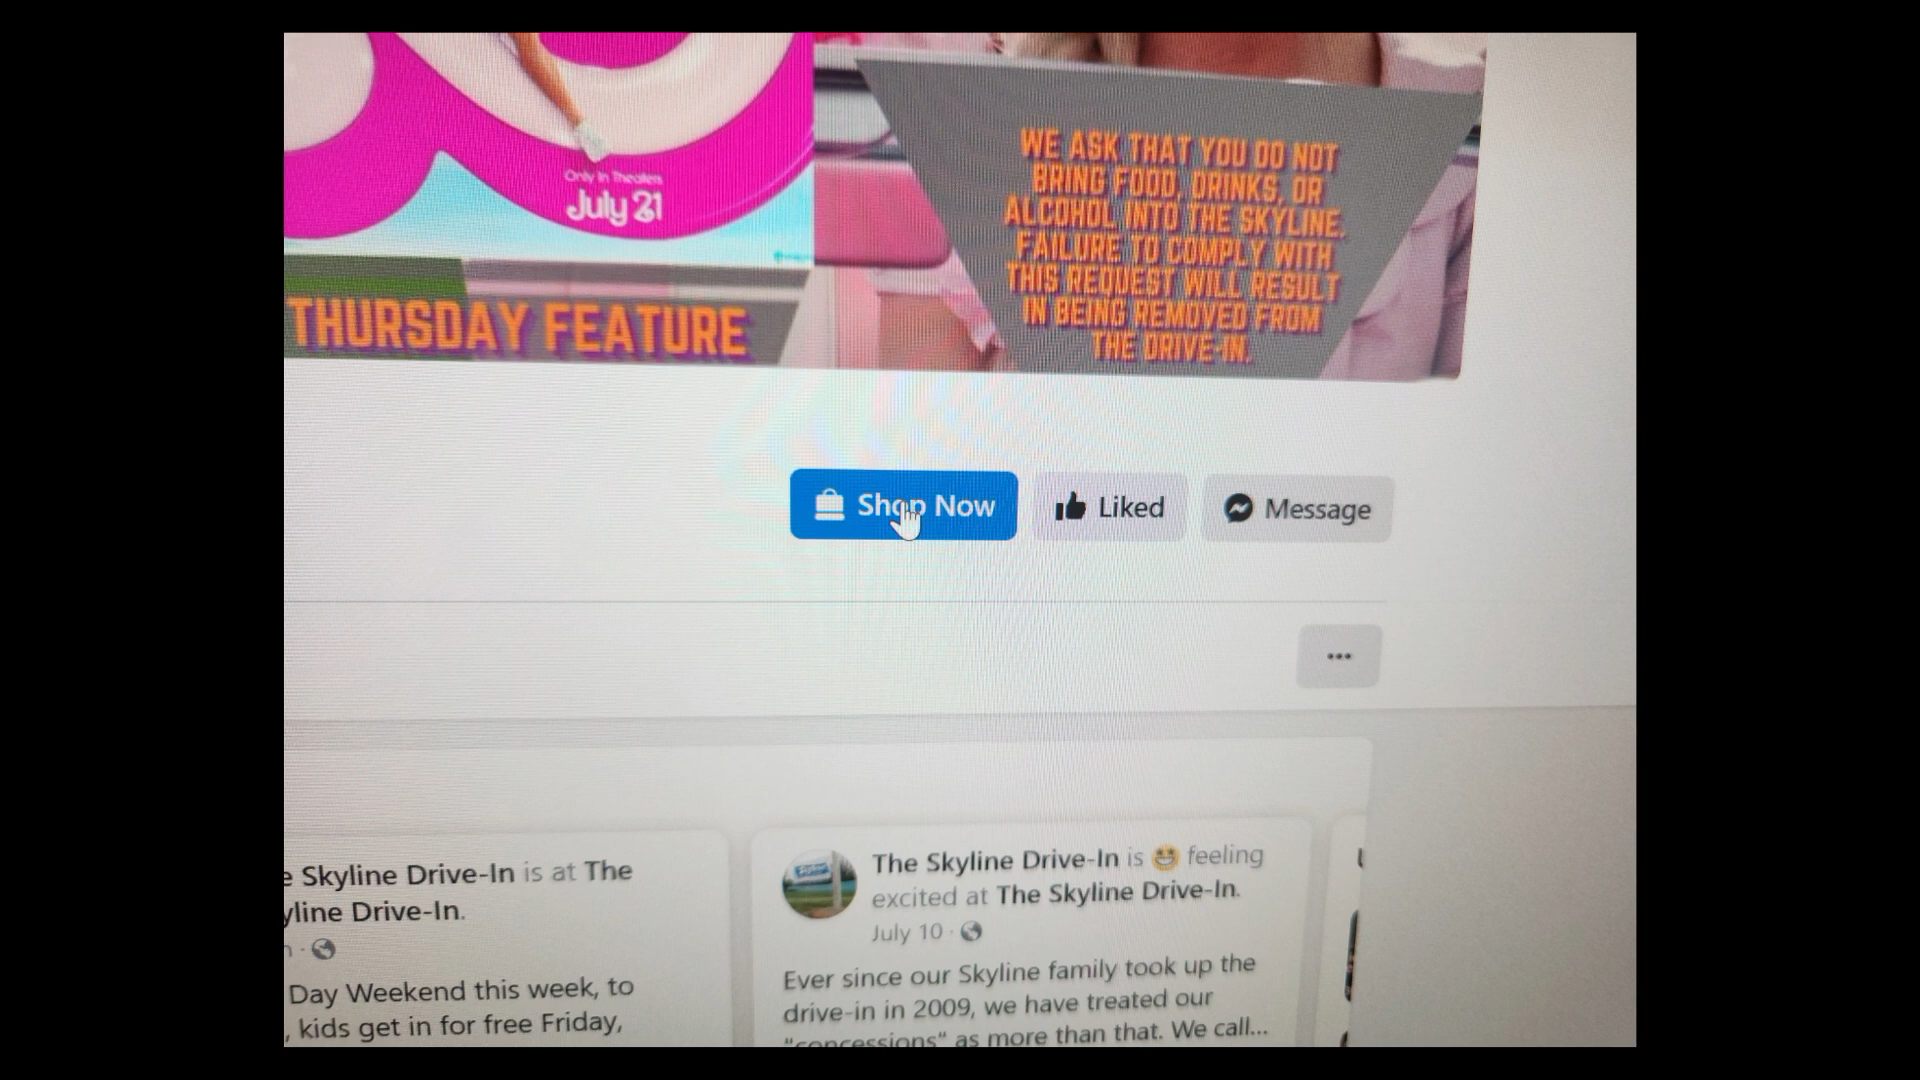 Only in Theaters
July 21
THURSDAY FEATURE
WE ASK THAT YOU DO NOT
BRING FOOD, DRINKS, OR
ALCOHOL INTO THE SKYLINE.
FAILURE TO COMPLY WITH
THIS REQUEST WILL RESULT
IN BEING REMOVED FROM
THE DRIVE-IN.
Shop Now
Liked
Message
Skyline Drive-In is at The
yline Drive-In.
Day Weekend this week, to
, kids get in for free Friday,
The Skyline Drive-In is 🤩 feeling
excited at The Skyline Drive-In.
July 10 ·
Ever since our Skyline family took up the
drive-in in 2009, we have treated our
"concessions" as more than that. We call...